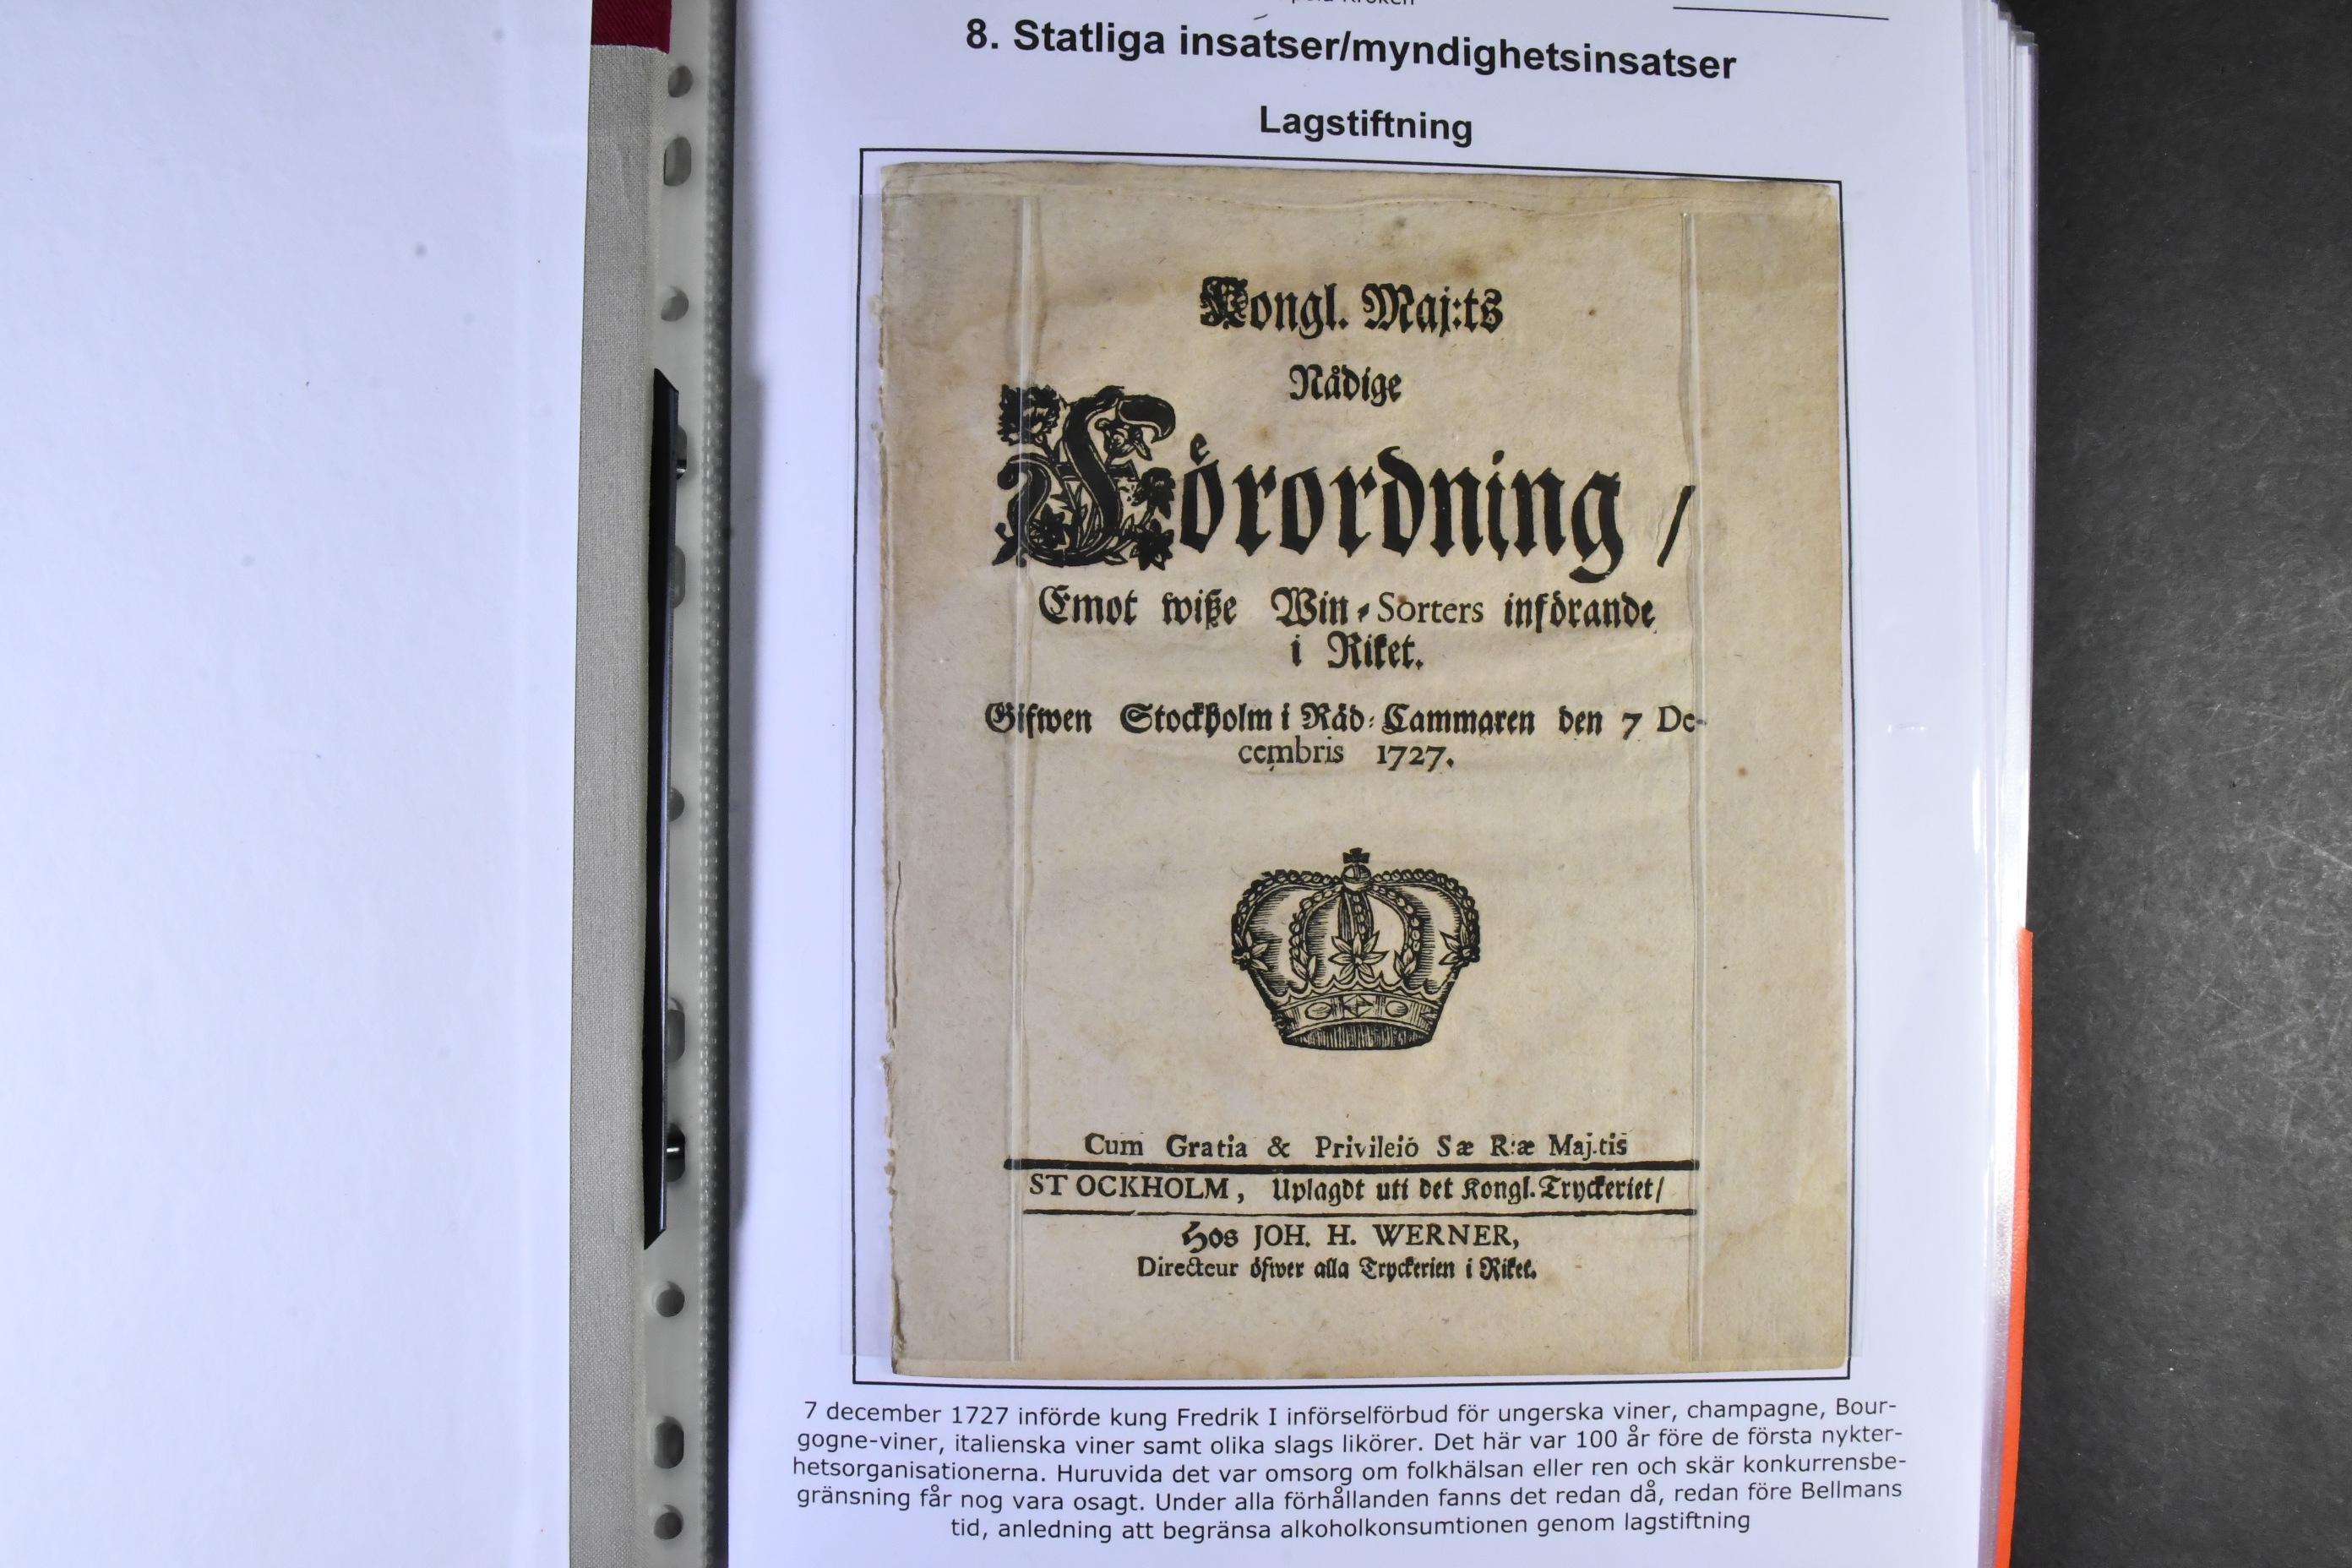 8. Statliga insatser/myndighetsinsatser
Lagstiftning
Kongl. Maj:ts
Nådige
Förordning /
Emot wiße Win-Sorters införande
i Riket.
Gifwen Stockholm i Råd-Cammaren den 7 De-
cembris 1727.
Cum Gratia & Privileiô Sæ R:æ Maj.tis
STOCKHOLM, Uplagdt uti det Kongl. Tryckeriet/
Hos JOH. H. WERNER,
Directeur öfwer alla Tryckerien i Riket.
7 december 1727 införde kung Fredrik I införselförbud för ungerska viner, champagne, Bour-
gogne-viner, italienska viner samt olika slags likörer. Det här var 100 år före de första nykter-
hetsorganisationerna. Huruvida det var omsorg om folkhälsan eller ren och skär konkurrensbe-
gränsning får nog vara osagt. Under alla förhållanden fanns det redan då, redan före Bellmans
tid, anledning att begränsa alkoholkonsumtionen genom lagstiftning